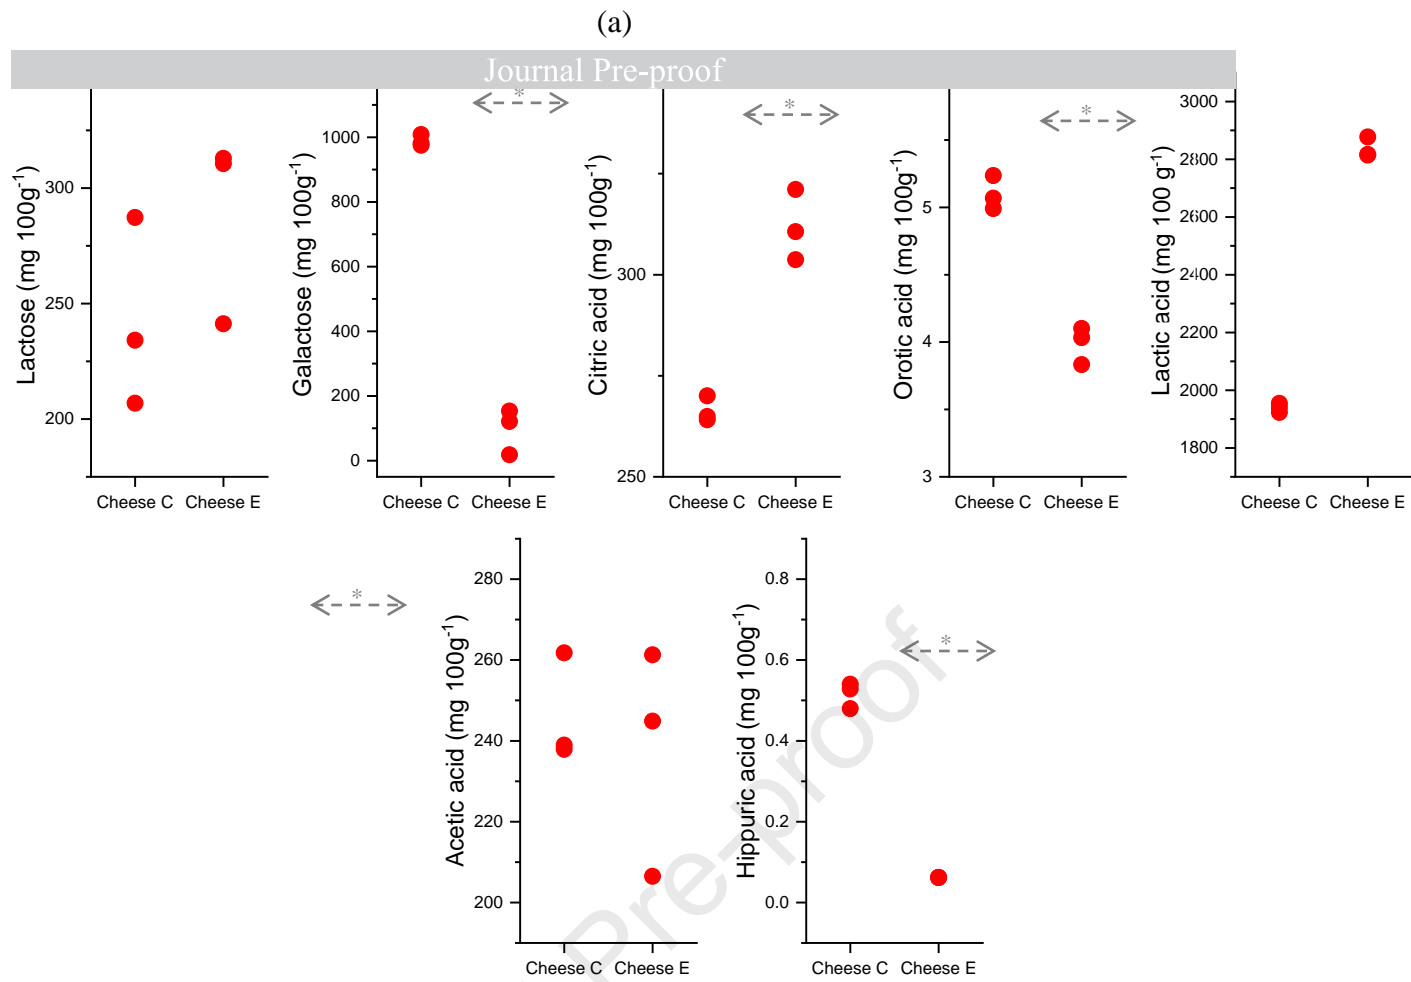 (a)
Journal Pre-proof
Lactose (mg 100g⁻¹)
300
250
200
Cheese C Cheese E
Galactose (mg 100g⁻¹)
1000
800
600
400
200
0
*
Cheese C Cheese E
Citric acid (mg 100g⁻¹)
300
250
*
Cheese C Cheese E
Orotic acid (mg 100g⁻¹)
5
4
3
*
Cheese C Cheese E
Lactic acid (mg 100 g⁻¹)
3000
2800
2600
2400
2200
2000
1800
Cheese C Cheese E
*
Acetic acid (mg 100g⁻¹)
280
260
240
220
200
Cheese C Cheese E
Hippuric acid (mg 100g⁻¹)
0.8
0.6
0.4
0.2
0.0
*
Cheese C Cheese E
Pre-proof